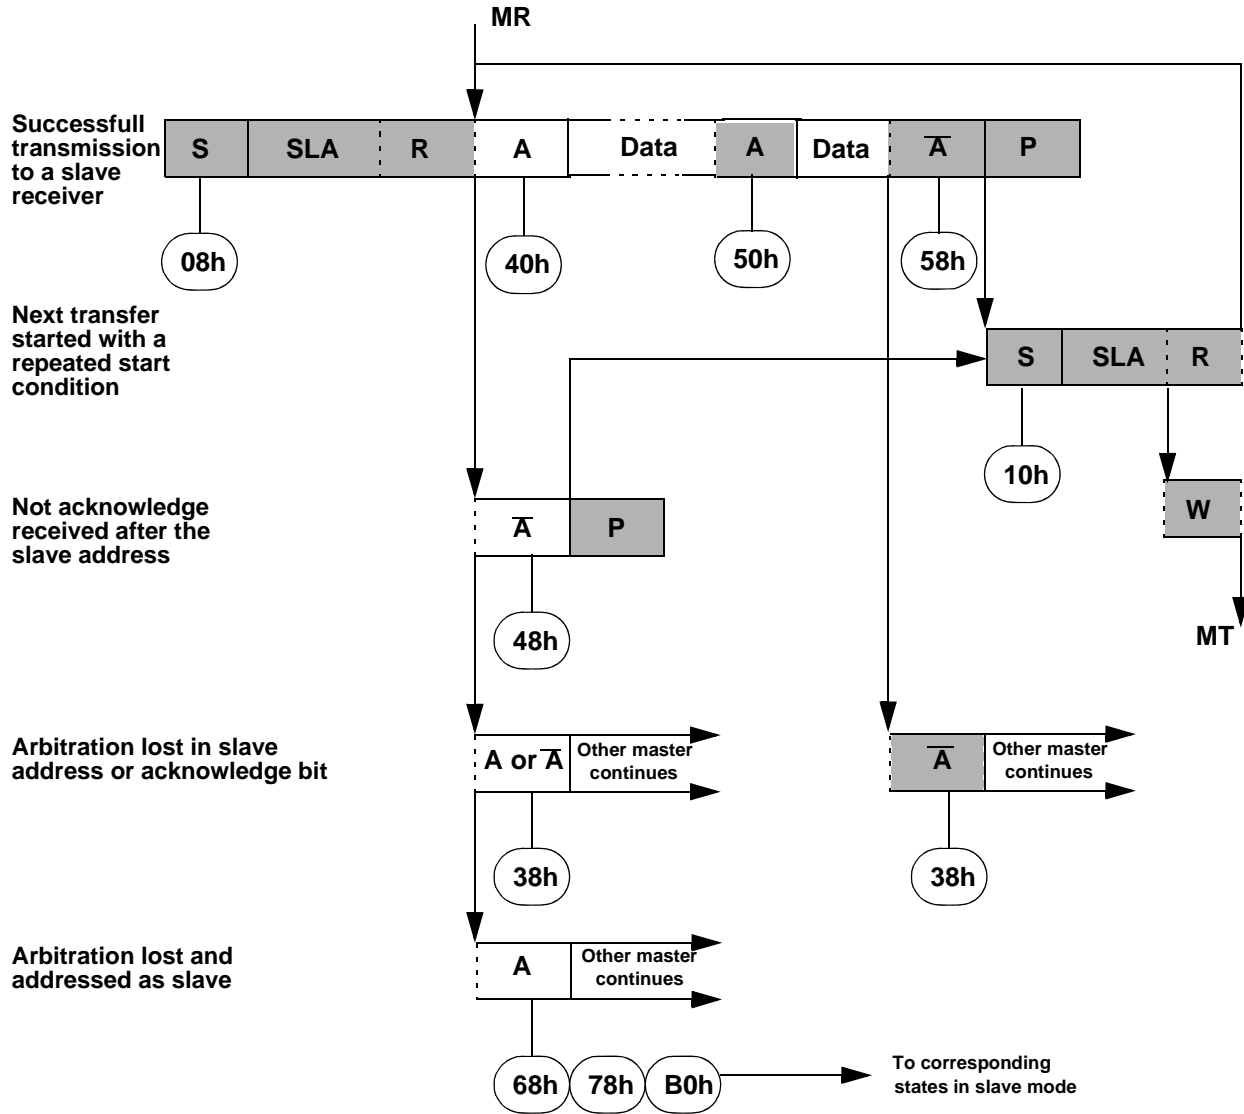 MR
Successfull
transmission
to a slave
receiver
S SLA R A Data A Data A̅ P
08h 40h 50h 58h
Next transfer
started with a
repeated start
condition
S SLA R
10h
Not acknowledge
received after the
slave address
A̅ P
W
48h
MT
Arbitration lost in slave
address or acknowledge bit
A or A̅
Other master
continues
A̅
Other master
continues
38h 38h
Arbitration lost and
addressed as slave
A
Other master
continues
68h 78h B0h
To corresponding
states in slave mode